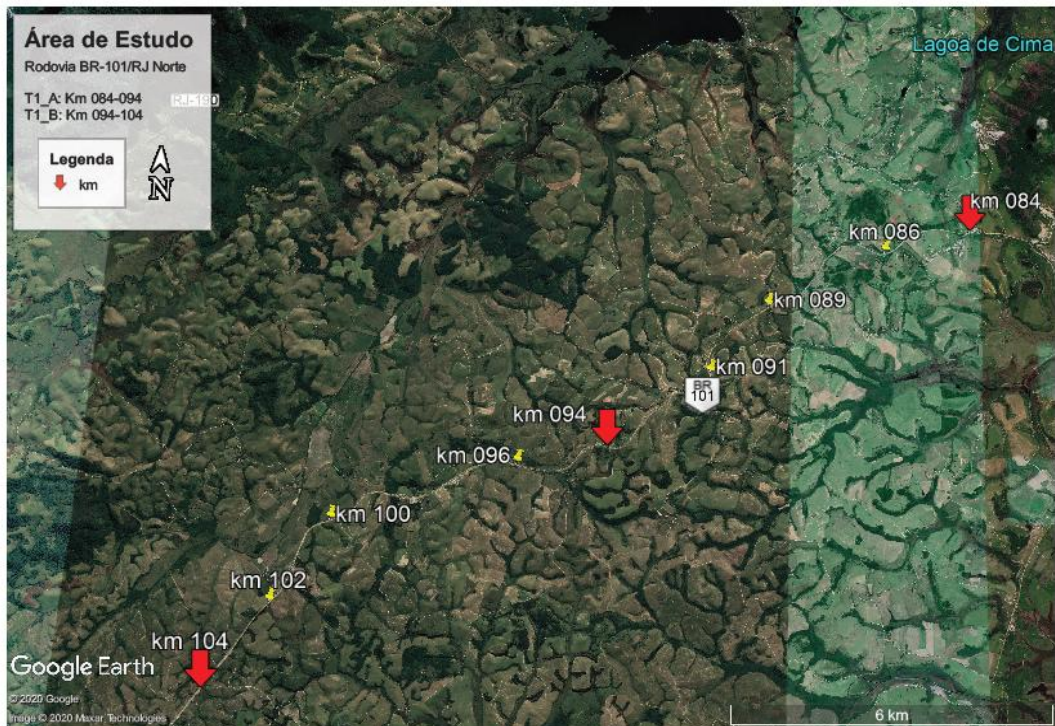 Área de Estudo
Rodovia BR-101/RJ Norte
T1_A: Km 084-094
T1_B: Km 094-104
RJ-190
Legenda
km
N
Lagoa de Cima
km 084
km 086
km 089
km 091
BR
101
km 094
km 096
km 100
km 102
km 104
Google Earth
© 2020 Google
Image © 2020 Maxar Technologies
6 km